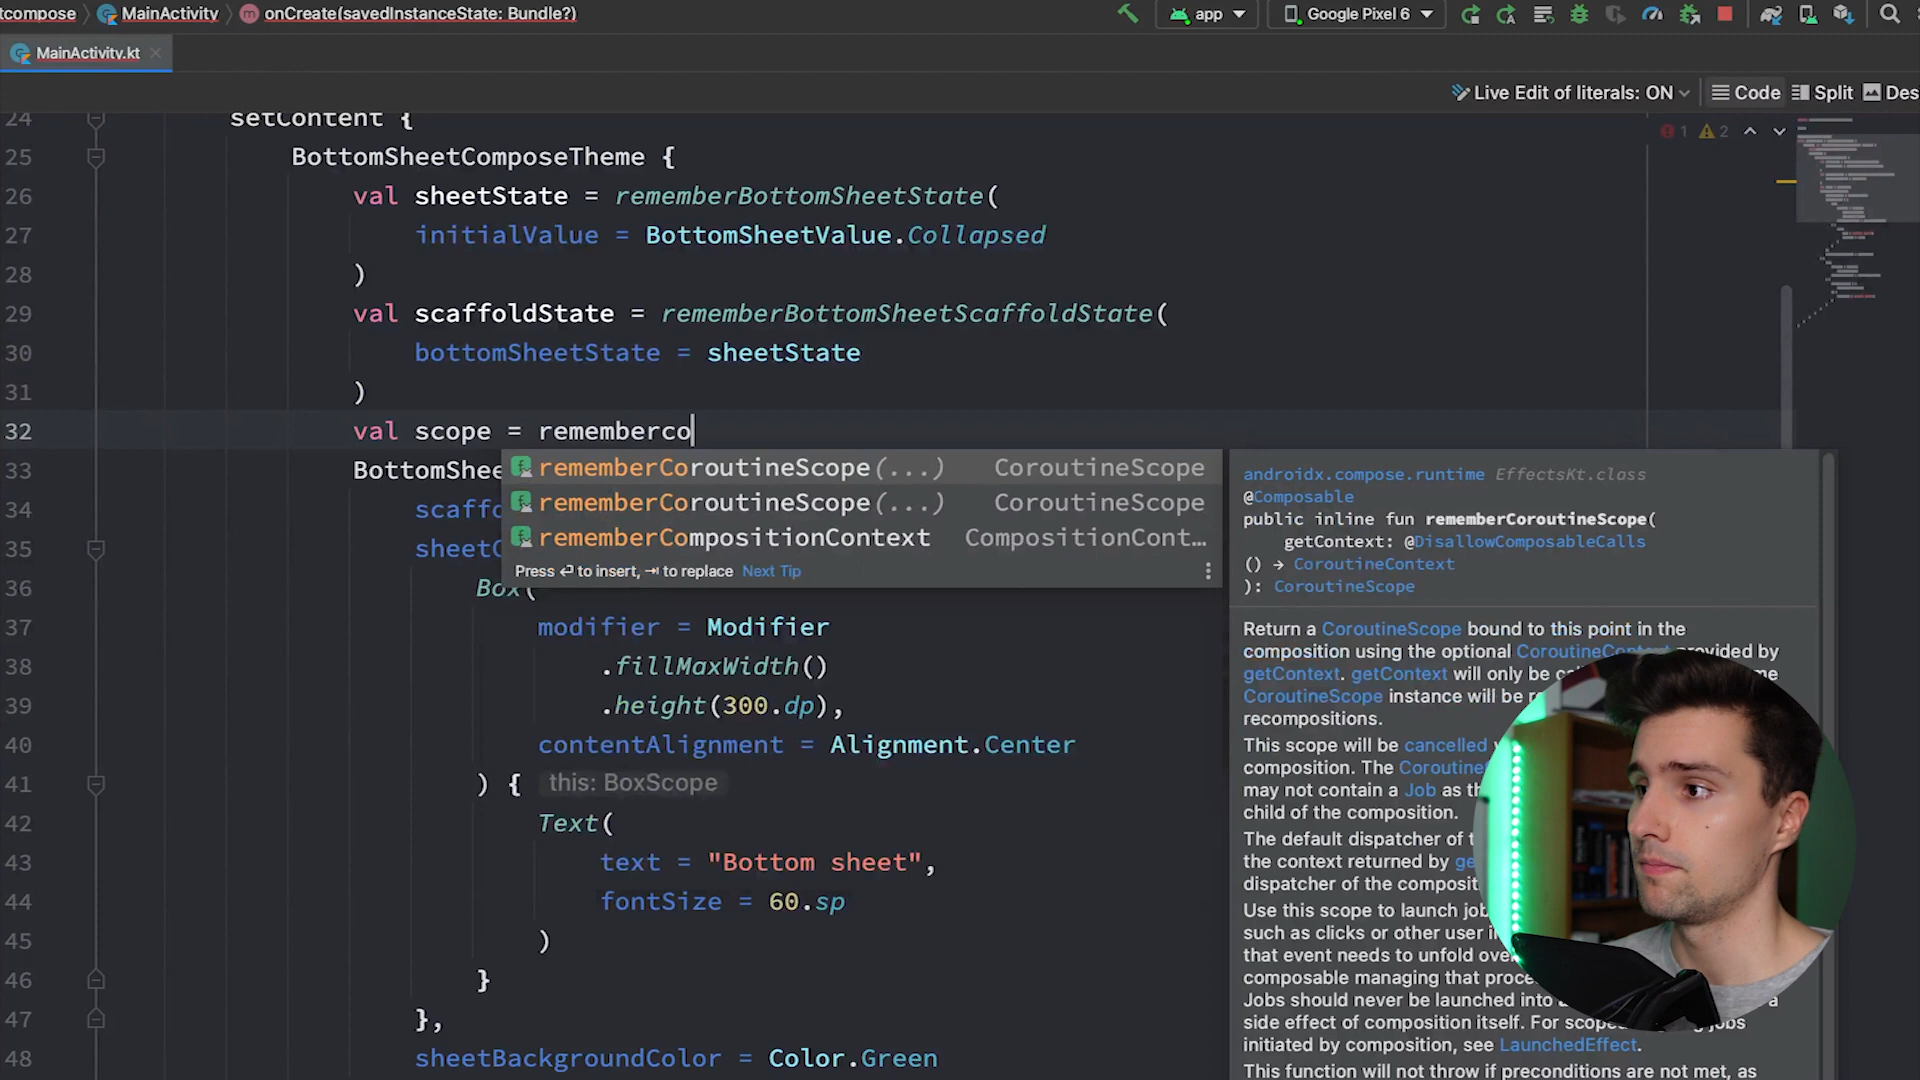 tcompose MainActivity onCreate(savedInstanceState: Bundle?) app Google Pixel 6
MainActivity.kt
Live Edit of literals: ON Code Split Des
1 2
24 setContent {
25 BottomSheetComposeTheme {
26 val sheetState = rememberBottomSheetState(
27 initialValue = BottomSheetValue.Collapsed
28 )
29 val scaffoldState = rememberBottomSheetScaffoldState(
30 bottomSheetState = sheetState
31 )
32 val scope = rememberco
33 BottomShee
34 scaffo
35 sheetC
rememberCoroutineScope(...) CoroutineScope
rememberCoroutineScope(...) CoroutineScope
rememberCompositionContext CompositionCont...
Press ⏎ to insert, ⇥ to replace Next Tip
36 Box(
37 modifier = Modifier
38 .fillMaxWidth()
39 .height(300.dp),
40 contentAlignment = Alignment.Center
41 ) { this: BoxScope
42 Text(
43 text = "Bottom sheet",
44 fontSize = 60.sp
45 )
46 }
47 },
48 sheetBackgroundColor = Color.Green
androidx.compose.runtime EffectsKt.class
@Composable
public inline fun rememberCoroutineScope(
getContext: @DisallowComposableCalls
() → CoroutineContext
): CoroutineScope
Return a CoroutineScope bound to this point in the
composition using the optional CoroutineContext provided by
getContext. getContext will only be me
CoroutineScope instance will be
recompositions.
This scope will be cancelled
composition. The
may not contain a Job as
child of the composition.
The default dispatcher of
the context returned by
dispatcher of the
Use this scope to launch
such as clicks or other user
that event needs to unfold
composable managing that
Jobs should never be launched into a
side effect of composition itself. For jobs
initiated by composition, see LaunchedEffect.
This function will not throw if preconditions are not met, as